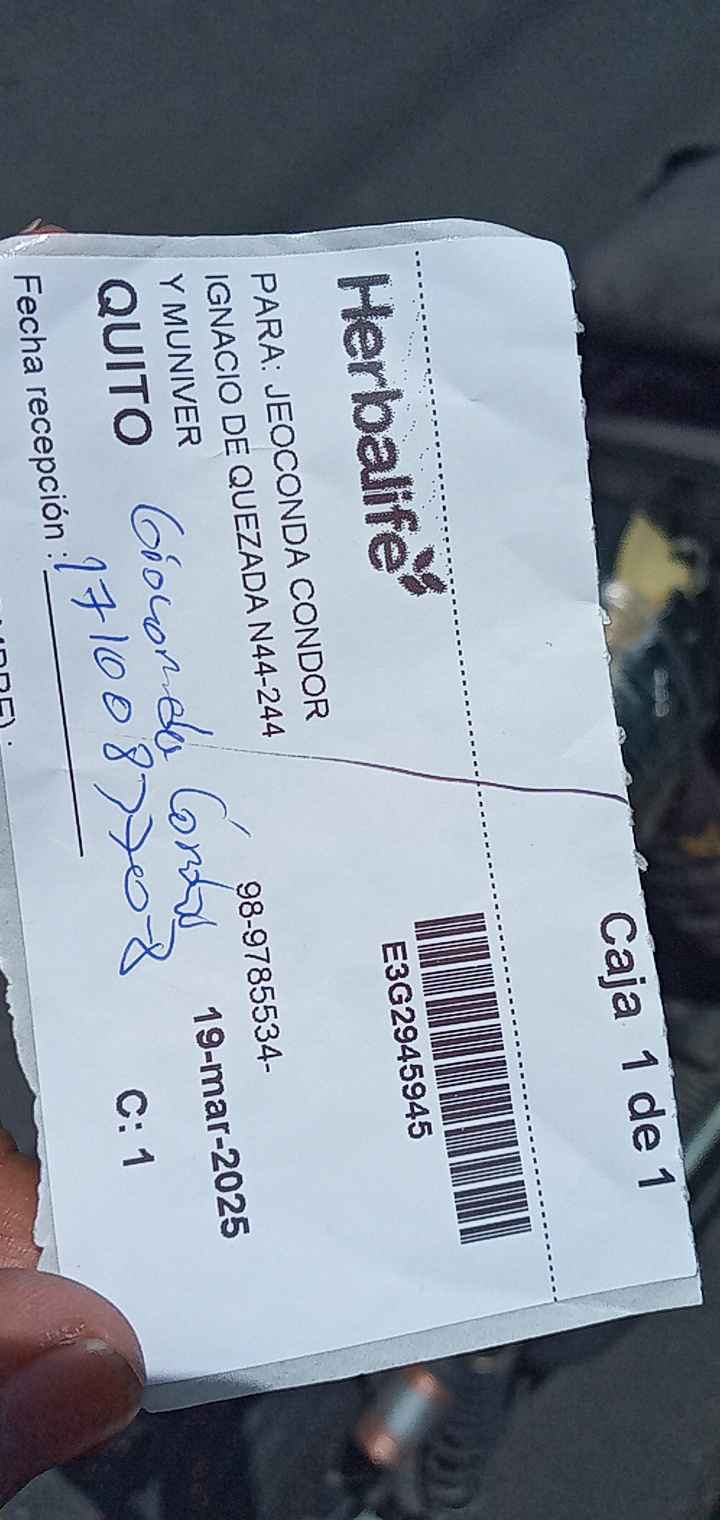 Caja 1 de 1
Herbalife
E3G2945945
PARA: JEOCONDA CONDOR
IGNACIO DE QUEZADA N44-244
98-9785534-
Y MUNIVER
19-mar-2025
QUITO
Gioconda Condor
C: 1
Fecha recepción :